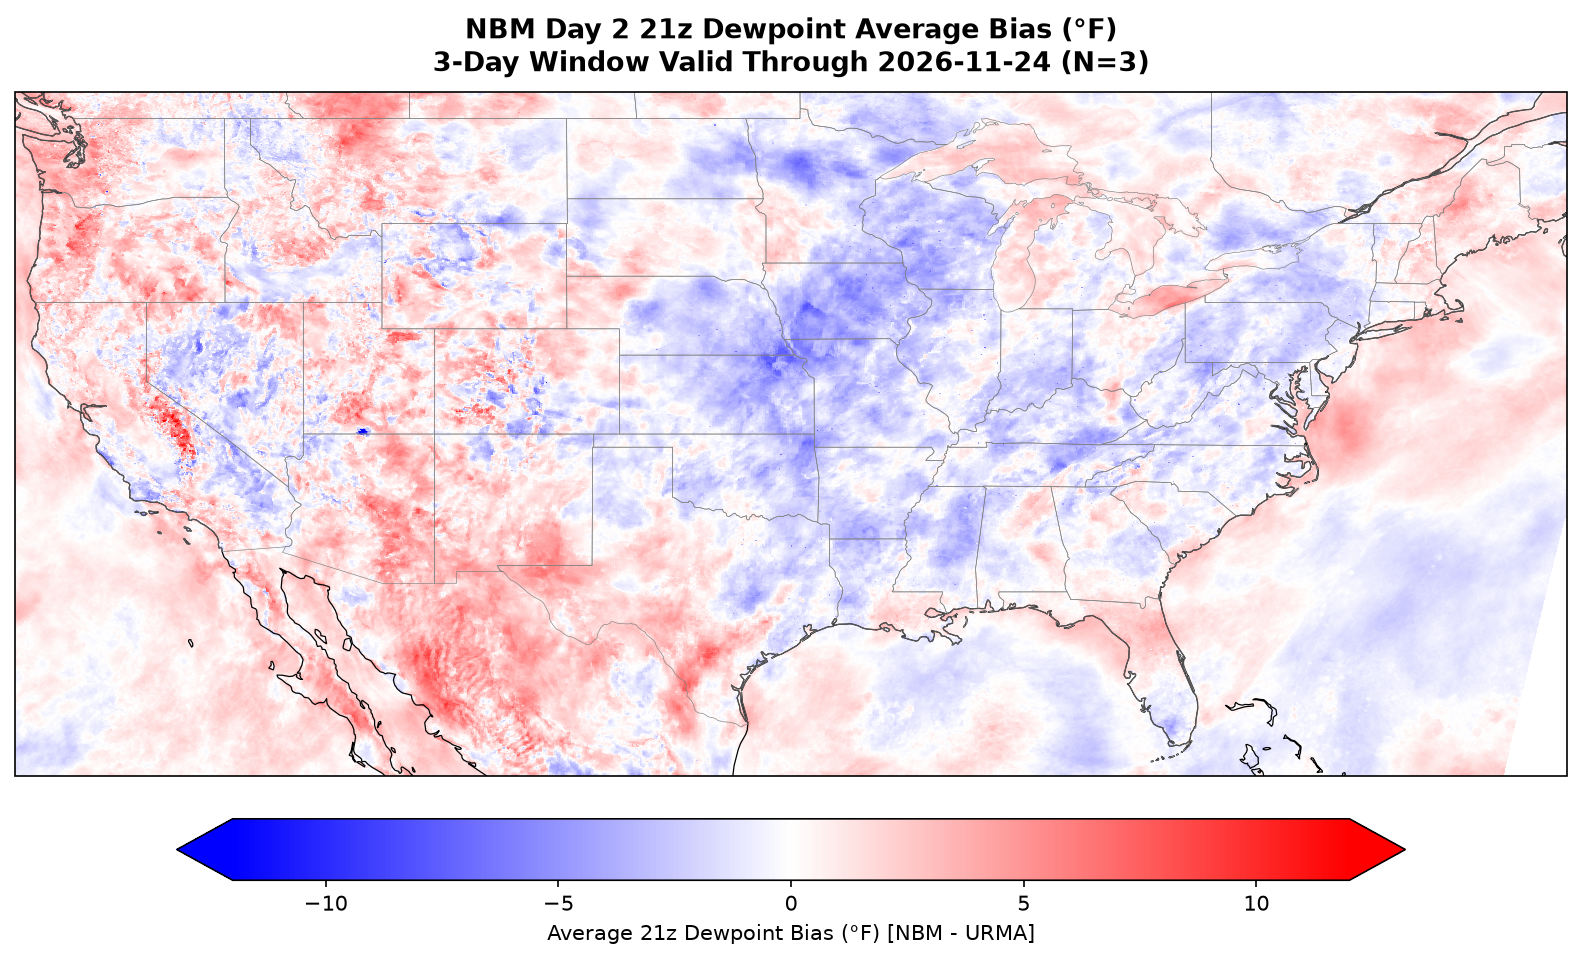 NBM Day 2 21z Dewpoint Average Bias (°F)
3-Day Window Valid Through 2026-11-24 (N=3)
−10 −5 0 5 10
Average 21z Dewpoint Bias (°F) [NBM - URMA]